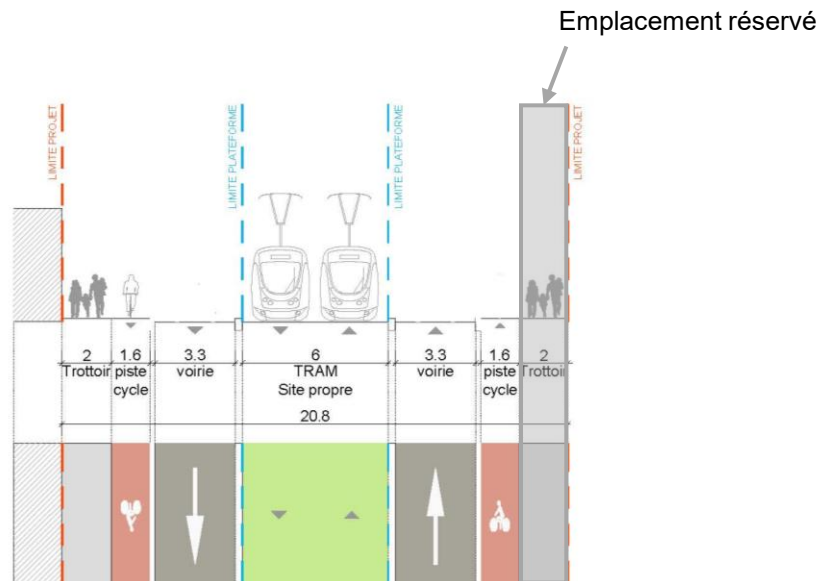 Emplacement réservé
LIMITE PROJET
LIMITE PLATEFORME
LIMITE PLATEFORME
LIMITE PROJET
2 1.6 3.3 6 3.3 1.6 2
Trottoir piste voirie TRAM voirie piste Trottoir
cycle Site propre cycle
20.8